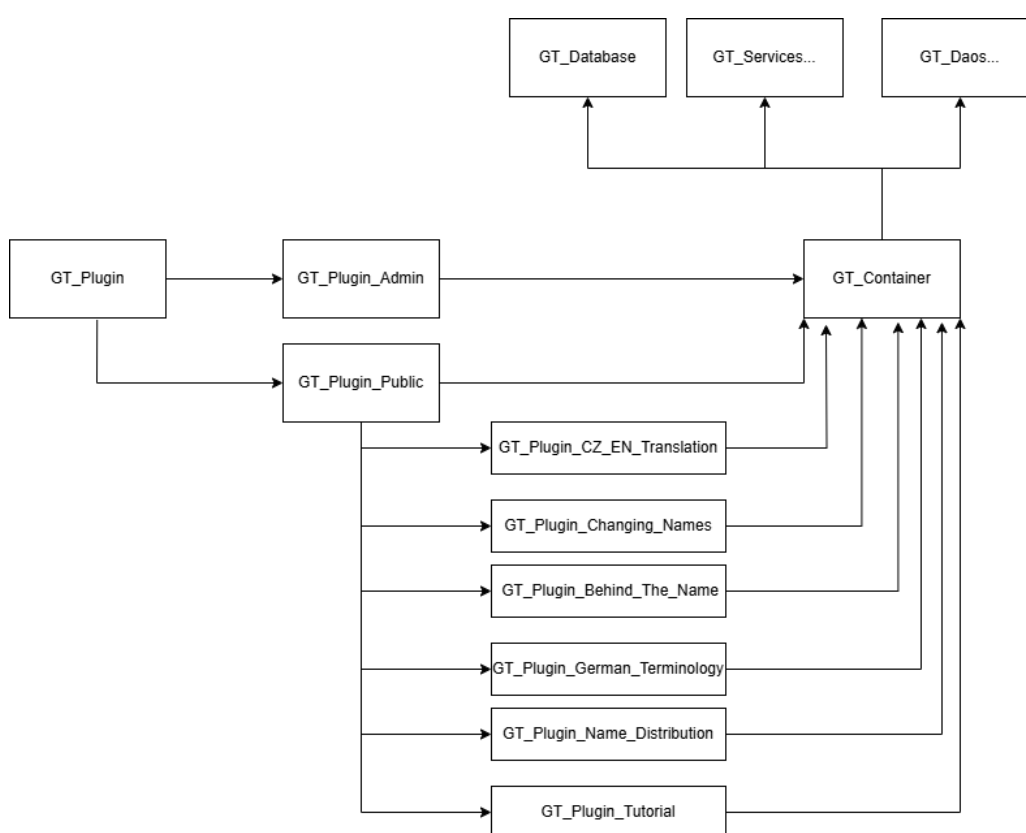 GT_Database
GT_Services...
GT_Daos...
GT_Plugin
GT_Plugin_Admin
GT_Container
GT_Plugin_Public
GT_Plugin_CZ_EN_Translation
GT_Plugin_Changing_Names
GT_Plugin_Behind_The_Name
GT_Plugin_German_Terminology
GT_Plugin_Name_Distribution
GT_Plugin_Tutorial